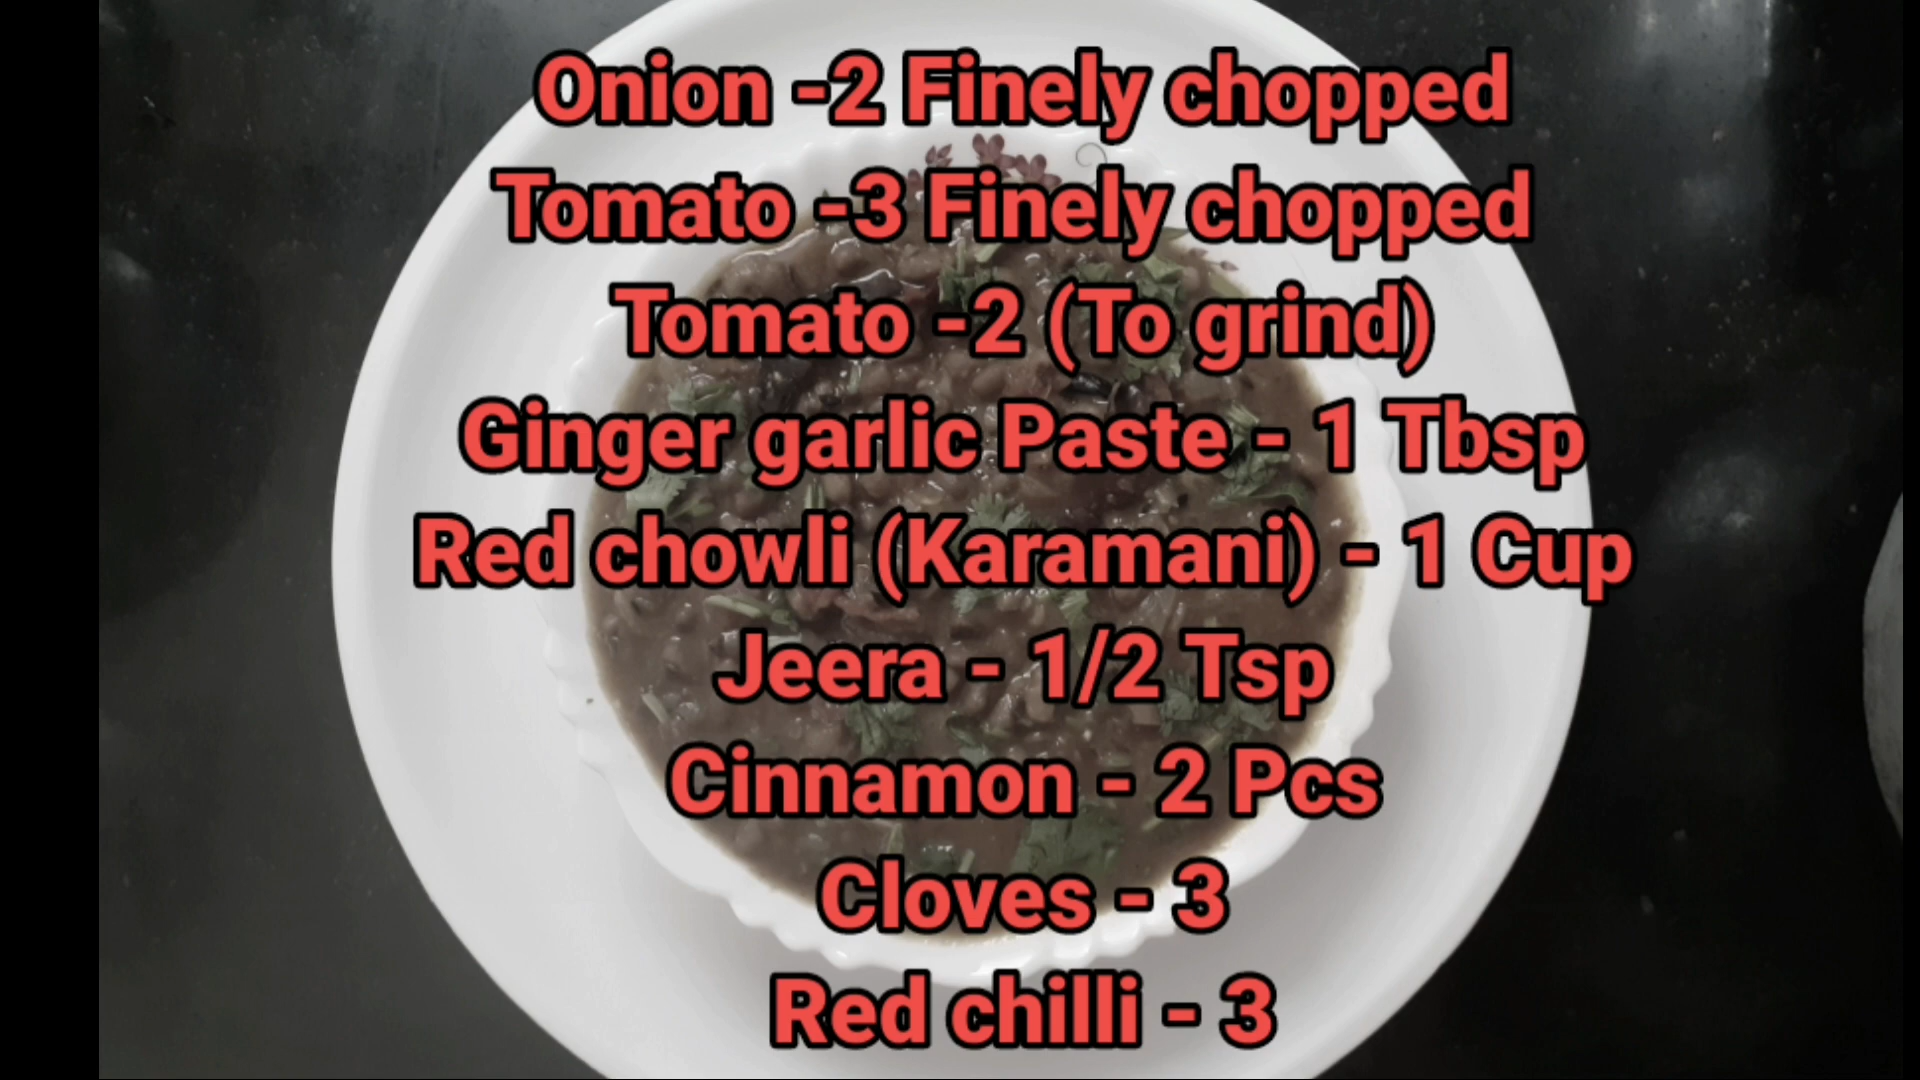 Onion -2 Finely chopped
Tomato -3 Finely chopped
Tomato -2 (To grind)
Ginger garlic Paste - 1 Tbsp
Red chowli (Karamani) - 1 Cup
Jeera - 1/2 Tsp
Cinnamon - 2 Pcs
Cloves - 3
Red chilli - 3